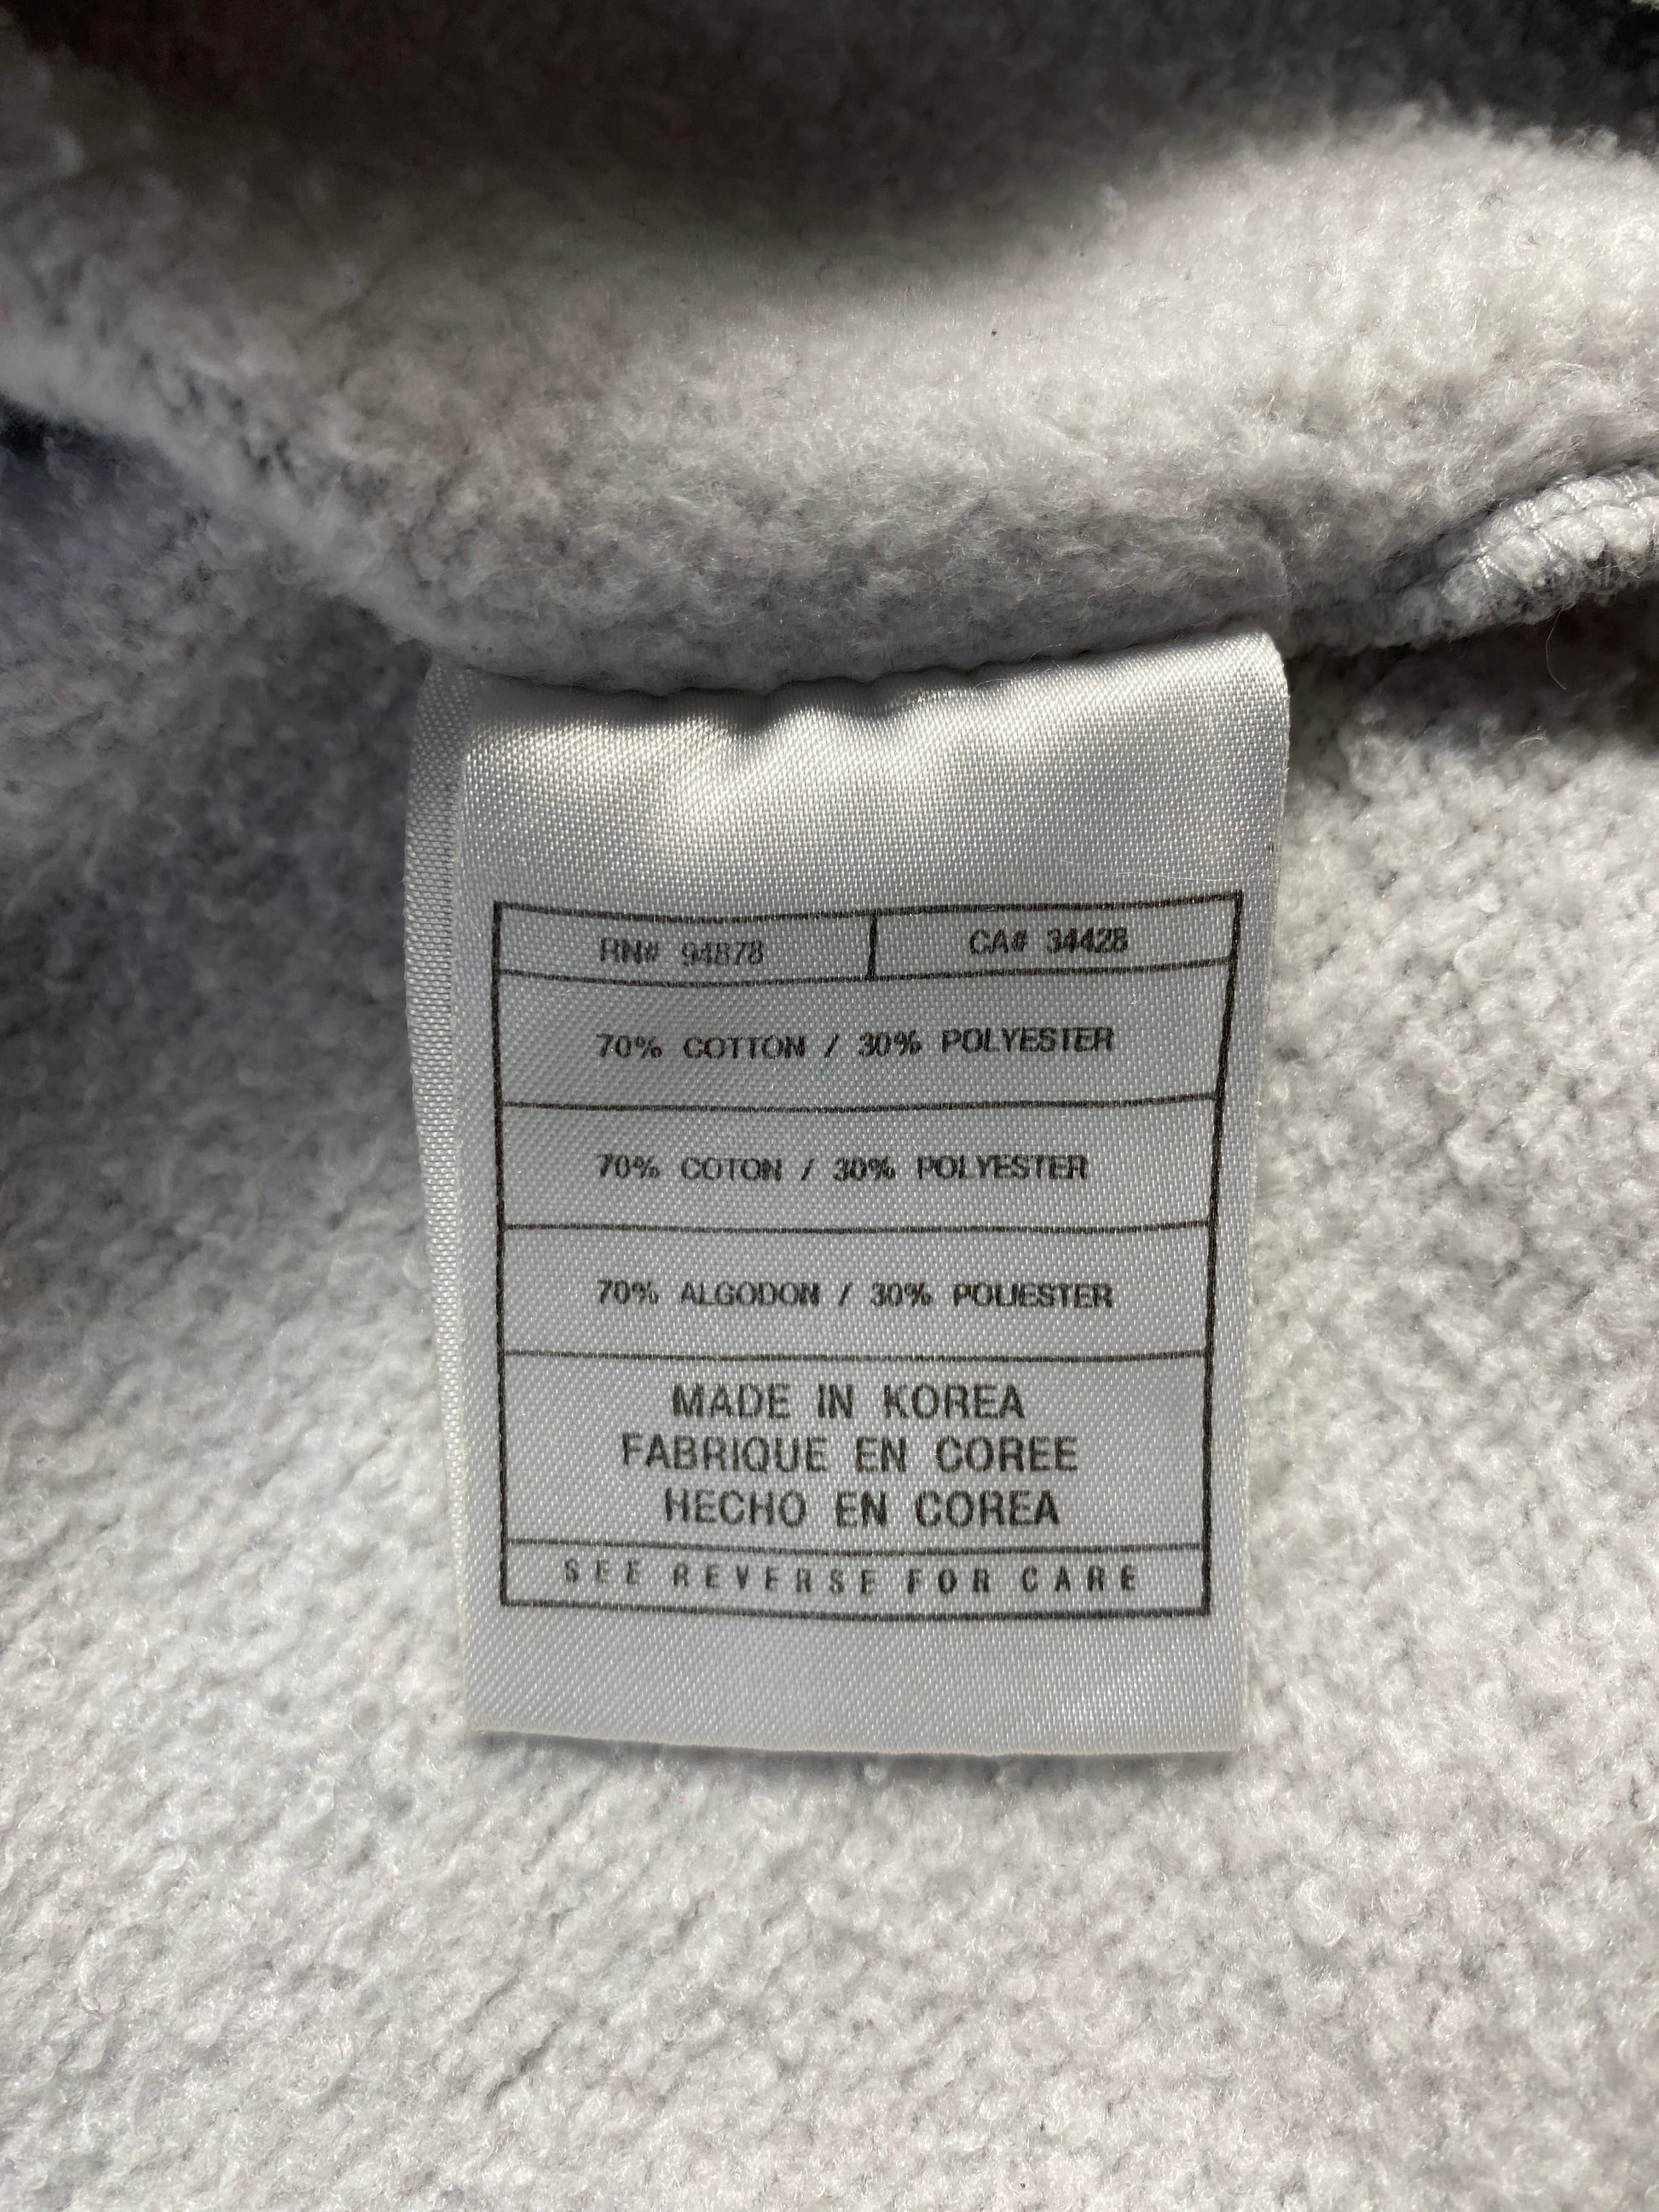 RN# 94878 CA# 34428
70% COTTON / 30% POLYESTER
70% COTON / 30% POLYESTER
70% ALGODON / 30% POLIESTER
MADE IN KOREA
FABRIQUE EN COREE
HECHO EN COREA
SEE REVERSE FOR CARE